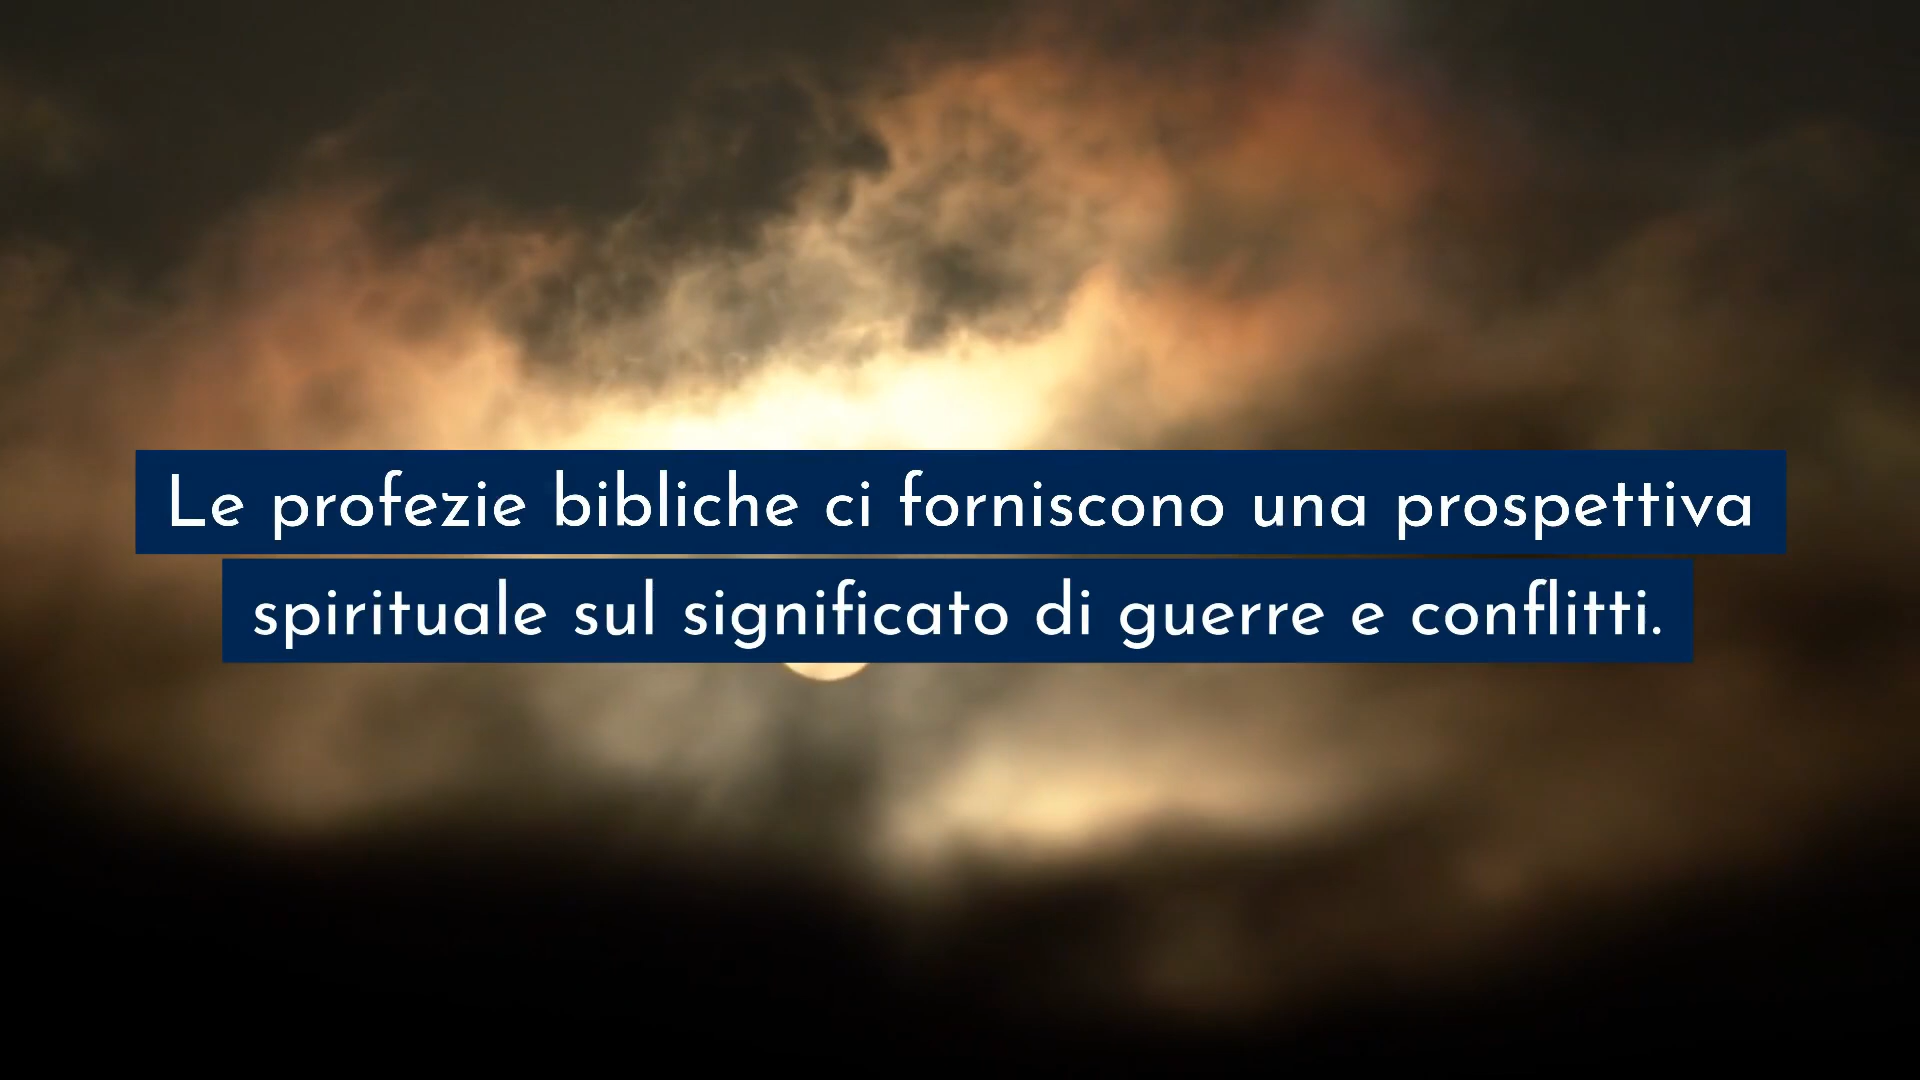 Le profezie bibliche ci forniscono una prospettiva
spirituale sul significato di guerre e conflitti.